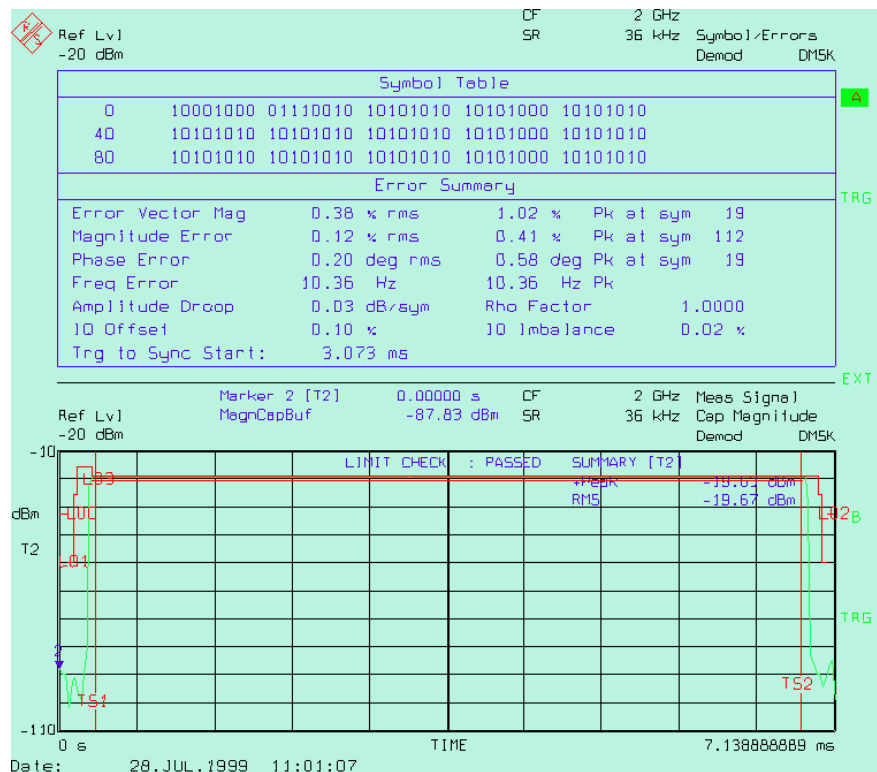 R/S
CF 2 GHz
Ref Lvl SR 36 kHz Symbol/Errors
-20 dBm Demod DMSK
Symbol Table
0 10001000 01110010 10101010 10101000 10101010
40 10101010 10101010 10101010 10101000 10101010
80 10101010 10101010 10101010 10101000 10101010
A
Error Summary
TRG
Error Vector Mag 0.38 % rms 1.02 % Pk at sym 19
Magnitude Error 0.12 % rms 0.41 % Pk at sym 112
Phase Error 0.20 deg rms 0.58 deg Pk at sym 19
Freq Error 10.36 Hz 10.36 Hz Pk
Amplitude Droop 0.03 dB/sym Rho Factor 1.0000
IQ Offset 0.10 % IQ Imbalance 0.02 %
Trg to Sync Start: 3.073 ms
EXT
Marker 2 [T2] 0.00000 s CF 2 GHz Meas Signal
Ref Lvl MagnCapBuf -87.83 dBm SR 36 kHz Cap Magnitude
-20 dBm Demod DMSK
-10
LIMIT CHECK : PASSED SUMMARY [T2]
+Peak dBm
RMS -19.67 dBm
dBm
B
T2
TRG
TS1
TS2
-110
0 s TIME 7.138888889 ms
Date: 28.JUL.1999 11:01:07